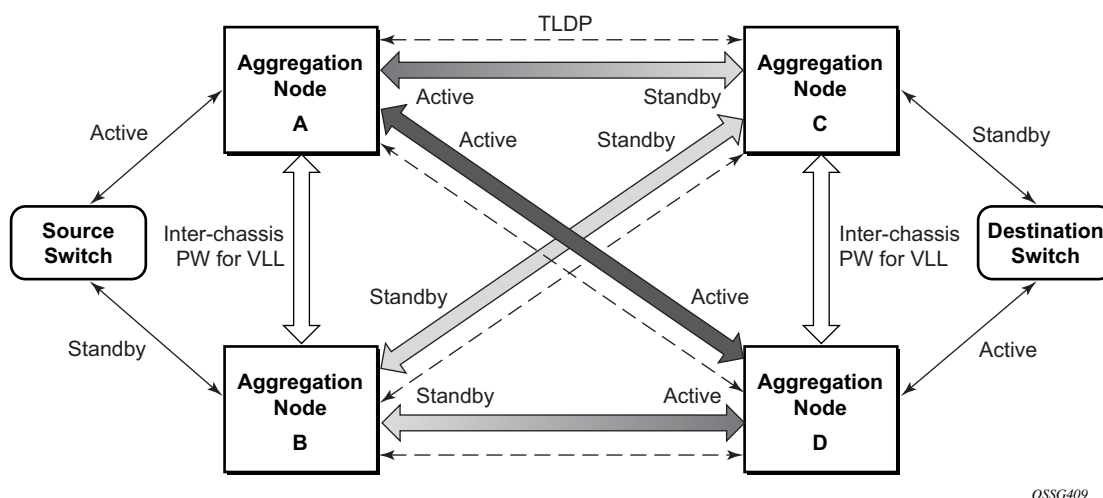 TLDP
Aggregation
Node
A
Aggregation
Node
C
Active
Standby
Active
Standby
Active
Standby
Source
Switch
Inter-chassis
PW for VLL
Inter-chassis
PW for VLL
Destination
Switch
Standby
Active
Standby
Active
Aggregation
Node
B
Standby
Active
Aggregation
Node
D
OSSG409